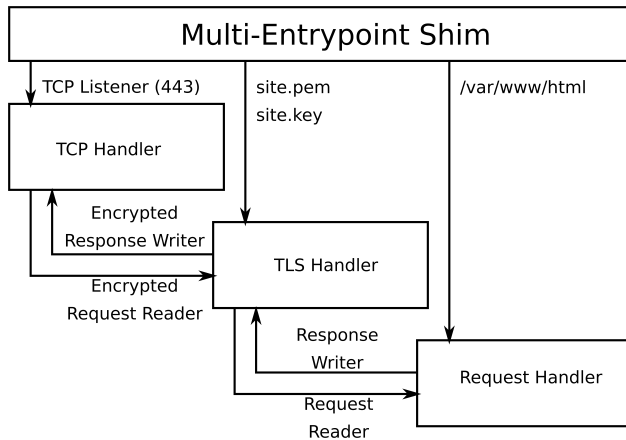 Multi-Entrypoint Shim
TCP Listener (443)
site.pem
site.key
/var/www/html
TCP Handler
Encrypted
Response Writer
TLS Handler
Encrypted
Request Reader
Response
Writer
Request Handler
Request
Reader